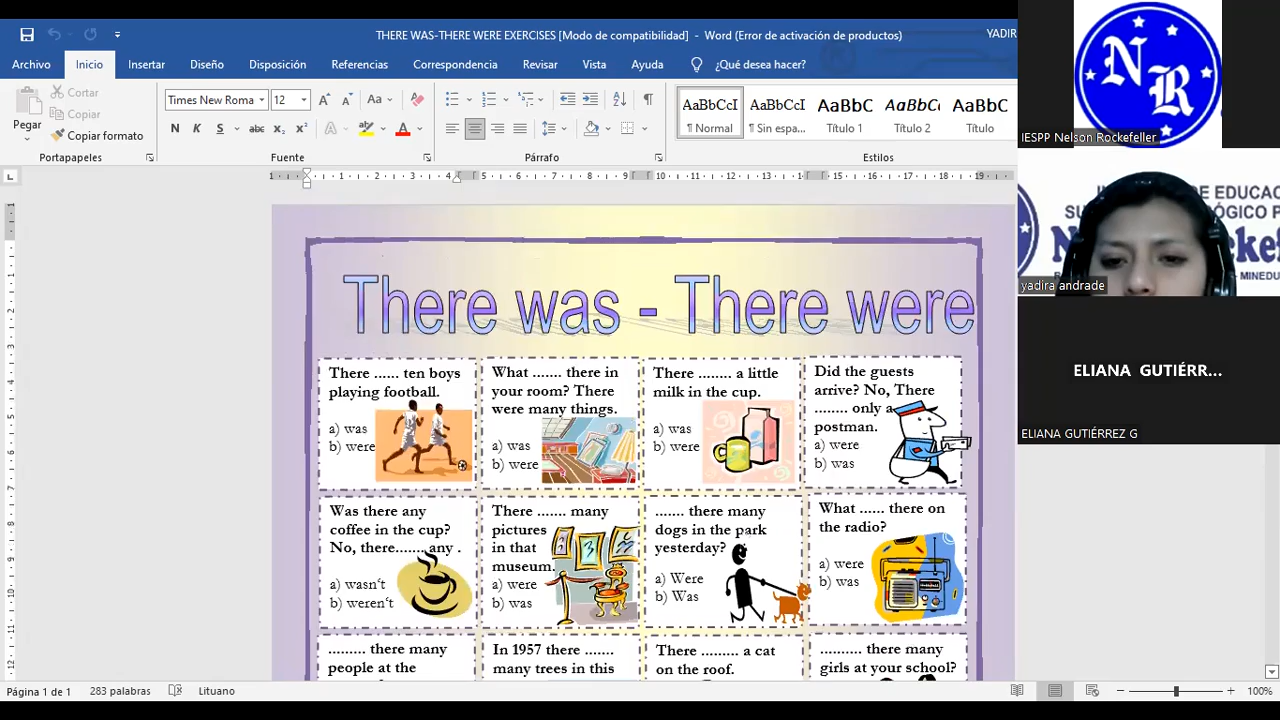 THERE WAS-THERE WERE EXERCISES [Modo de compatibilidad] - Word (Error de activación de productos)
YADIR
Archivo Inicio Insertar Diseño Disposición Referencias Correspondencia Revisar Vista Ayuda ¿Qué desea hacer?
Pegar
Cortar
Copiar
Copiar formato
Portapapeles
Times New Roma 12
Aa
N K S abc x₂ x²
Fuente
Párrafo
AaBbCcI AaBbCcI AaBbC AaBbCc AaBbC
¶ Normal ¶ Sin espa... Título 1 Título 2 Título
Estilos
There was - There were
There ...... ten boys
playing football.
a) was
b) were
What ....... there in
your room? There
were many things.
a) was
b) were
There ........ a little
milk in the cup.
a) was
b) were
Did the guests
arrive? No, There
........ only a
postman.
a) were
b) was
Was there any
coffee in the cup?
No, there........ any .
a) wasn't
b) weren't
There ....... many
pictures
in that
museum.
a) were
b) was
....... there many
dogs in the park
yesterday?
a) Were
b) Was
What ...... there on
the radio?
a) were
b) was
......... there many
people at the
In 1957 there .......
many trees in this
There ......... a cat
on the roof.
.......... there many
girls at your school?
Página 1 de 1 283 palabras Lituano
100%
N R
IESPP Nelson Rockefeller
DE EDUCA
yadira andrade
ELIANA GUTIÉRR...
ELIANA GUTIÉRREZ G